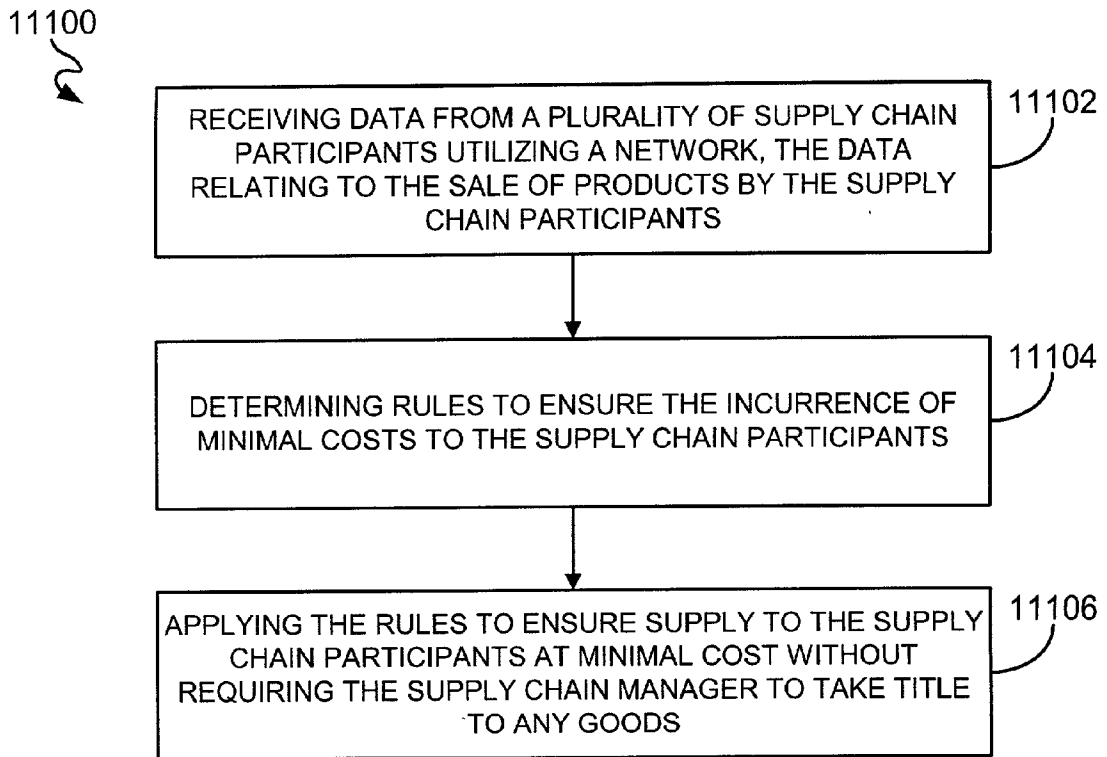 11100
RECEIVING DATA FROM A PLURALITY OF SUPPLY CHAIN
PARTICIPANTS UTILIZING A NETWORK, THE DATA
RELATING TO THE SALE OF PRODUCTS BY THE SUPPLY
CHAIN PARTICIPANTS
11102
DETERMINING RULES TO ENSURE THE INCURRENCE OF
MINIMAL COSTS TO THE SUPPLY CHAIN PARTICIPANTS
11104
APPLYING THE RULES TO ENSURE SUPPLY TO THE SUPPLY
CHAIN PARTICIPANTS AT MINIMAL COST WITHOUT
REQUIRING THE SUPPLY CHAIN MANAGER TO TAKE TITLE
TO ANY GOODS
11106